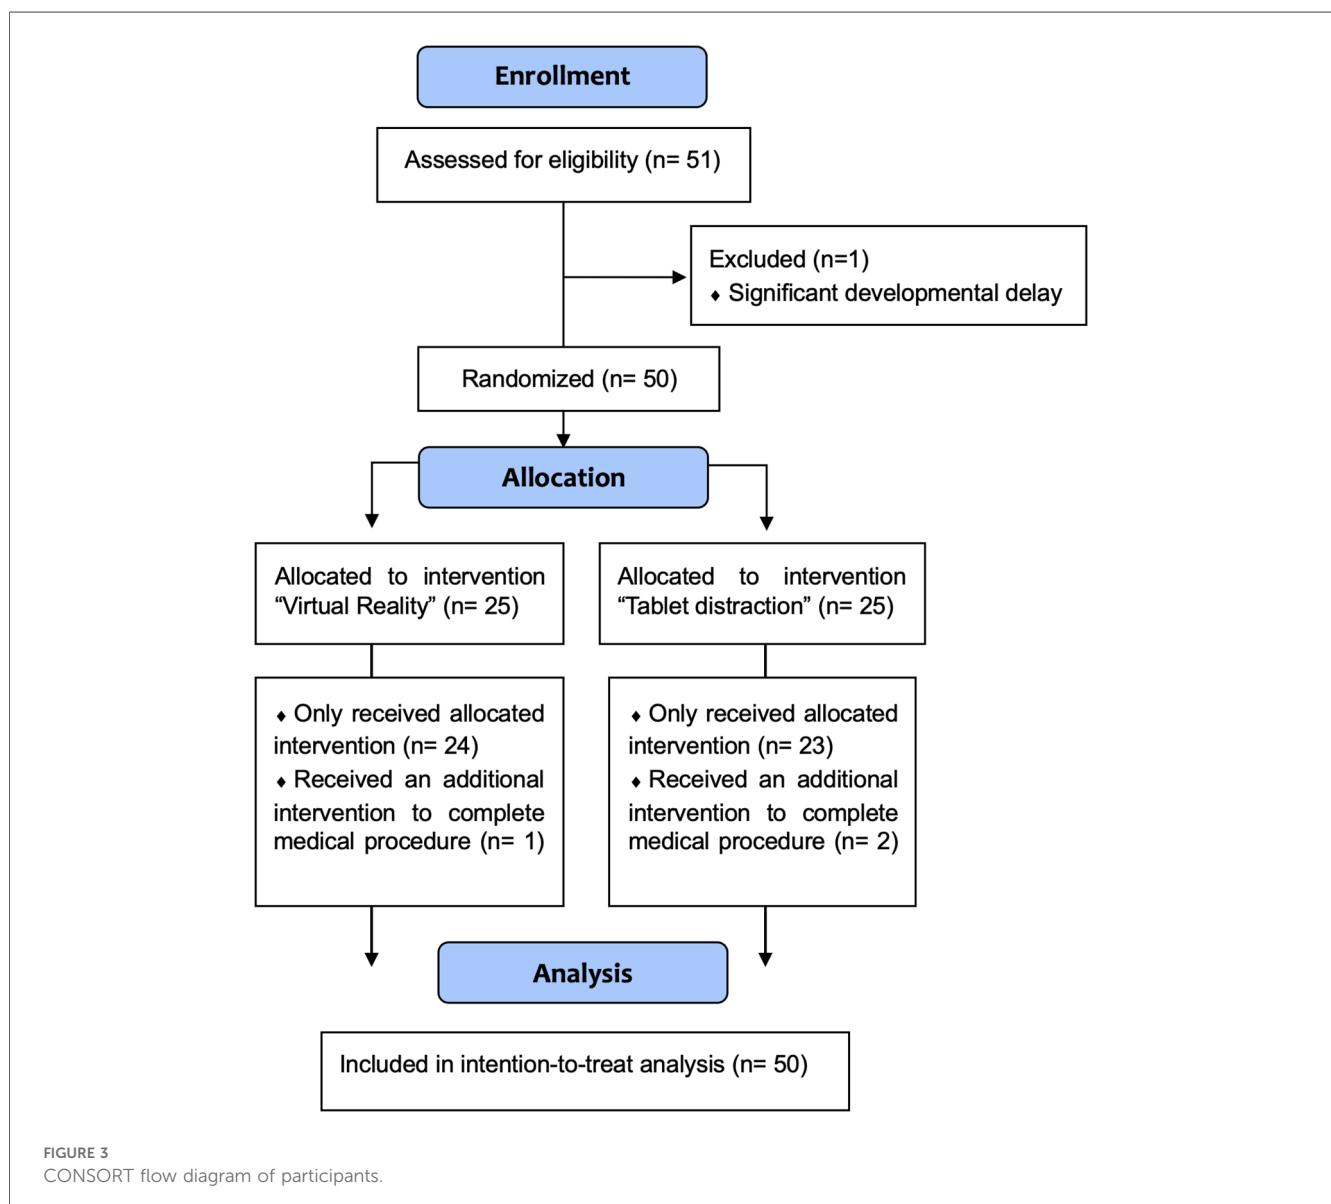 Enrollment
Assessed for eligibility (n= 51)
Excluded (n=1)
♦ Significant developmental delay
Randomized (n= 50)
Allocation
Allocated to intervention
“Virtual Reality” (n= 25)
Allocated to intervention
“Tablet distraction” (n= 25)
♦ Only received allocated
intervention (n= 24)
♦ Received an additional
intervention to complete
medical procedure (n= 1)
♦ Only received allocated
intervention (n= 23)
♦ Received an additional
intervention to complete
medical procedure (n= 2)
Analysis
Included in intention-to-treat analysis (n= 50)
FIGURE 3
CONSORT flow diagram of participants.